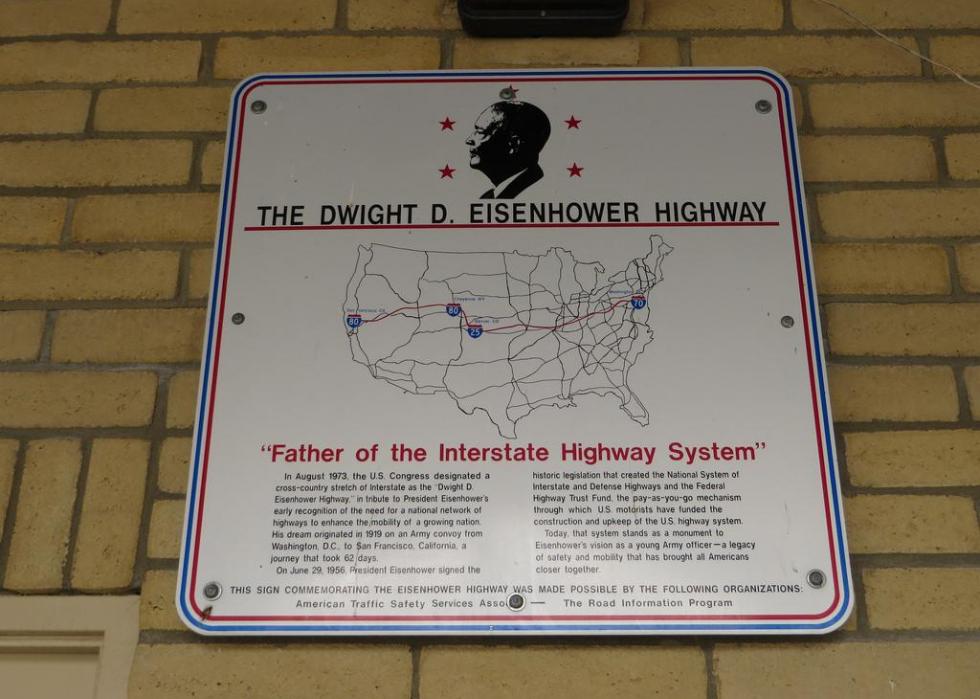 THE DWIGHT D. EISENHOWER HIGHWAY
Cheyenne WY
80
80
25
70
"Father of the Interstate Highway System"
In August 1973, the U.S. Congress designated a
cross-country stretch of Interstate as the "Dwight D.
Eisenhower Highway," in tribute to President Eisenhower's
early recognition of the need for a national network of
highways to enhance the mobility of a growing nation.
His dream originated in 1919 on an Army convoy from
Washington, D.C., to San Francisco, California, a
journey that took 62 days.
On June 29, 1956, President Eisenhower signed the
historic legislation that created the National System of
Interstate and Defense Highways and the Federal
Highway Trust Fund, the pay-as-you-go mechanism
through which U.S. motorists have funded the
construction and upkeep of the U.S. highway system.
Today, that system stands as a monument to
Eisenhower's vision as a young Army officer—a legacy
of safety and mobility that has brought all Americans
closer together.
THIS SIGN COMMEMORATING THE EISENHOWER HIGHWAY WAS MADE POSSIBLE BY THE FOLLOWING ORGANIZATIONS:
American Traffic Safety Services Asso — The Road Information Program